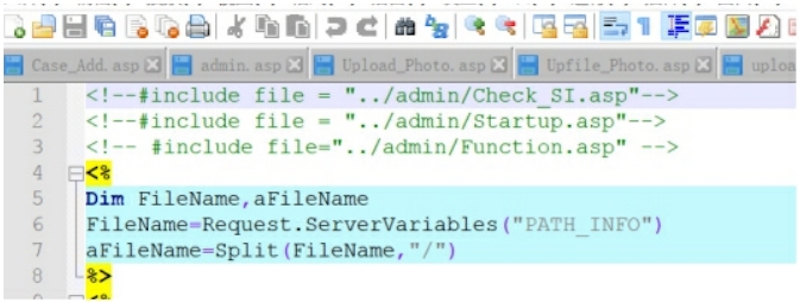 Case_Add.asp admin.asp Upload_Photo.asp Upfile_Photo.asp uploa
1 <!--#include file = "../admin/Check_SI.asp"-->
2 <!--#include file = "../admin/Startup.asp"-->
3 <!-- #include file="../admin/Function.asp" -->
4 <%
5 Dim FileName,aFileName
6 FileName=Request.ServerVariables("PATH_INFO")
7 aFileName=Split(FileName,"/")
8 %>